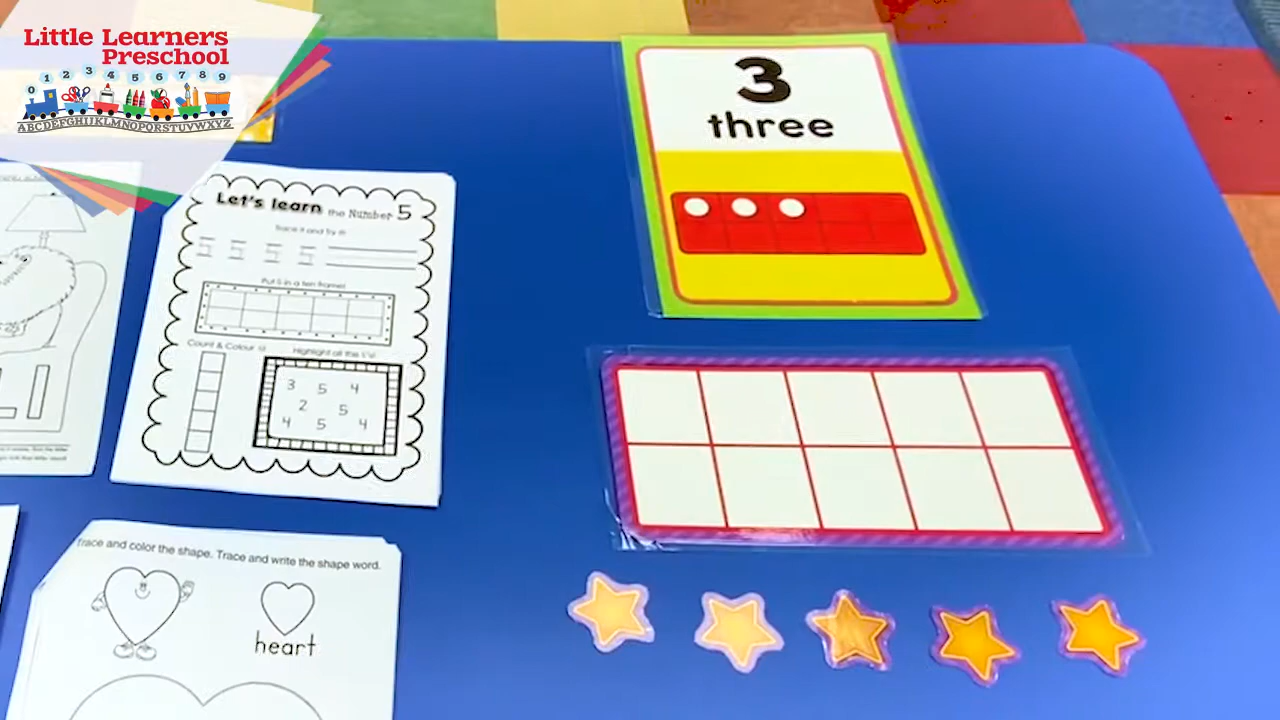 Little Learners
Preschool
0 1 2 3 4 5 6 7 8 9
ABCDEFGHIJKLMNOPQRSTUVWXYZ
3
three
Let's learn the Number 5
Trace it and try it!
5 5 5 5
Put 5 in a ten frame!
Count & Colour
Highlight all the 5's!
3 5 4
2 5
4 5 4
Trace and color the shape. Trace and write the shape word.
heart